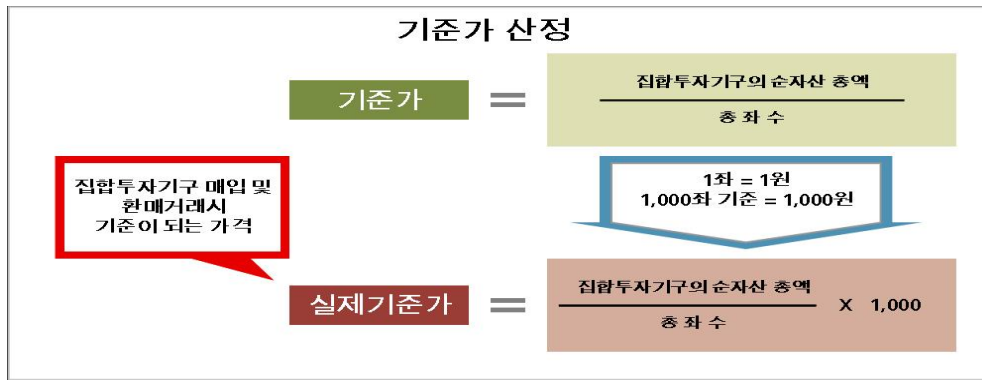 기준가 산정
기준가 =
집합투자기구의 순자산 총액
총 좌 수
집합투자기구 매입 및
환매거래시
기준이 되는 가격
1좌 = 1원
1,000좌 기준 = 1,000원
실제기준가 =
집합투자기구의 순자산 총액
총 좌 수
X 1,000